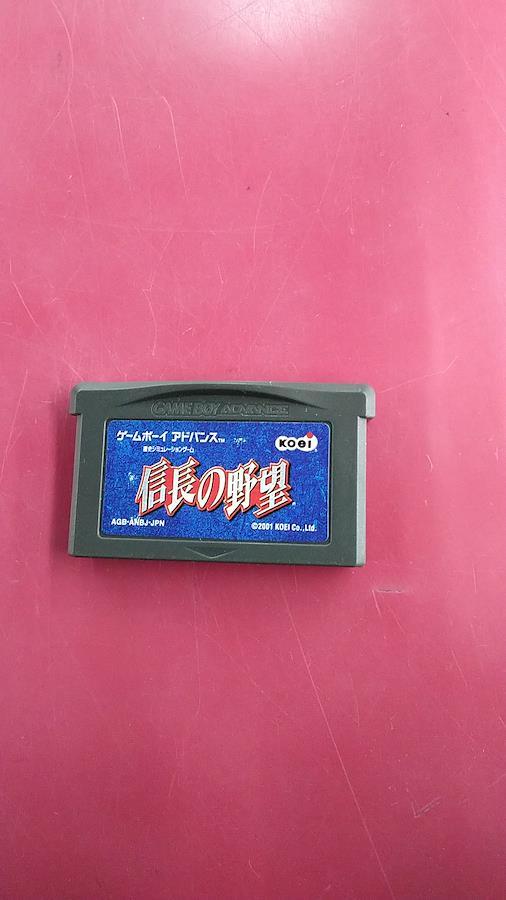 GAME BOY ADVANCE
ゲームボーイ アドバンス™
KOEI
歴史シミュレーションゲーム
信長の野望
AGB-ANBJ-JPN
©2001 KOEI Co., Ltd.